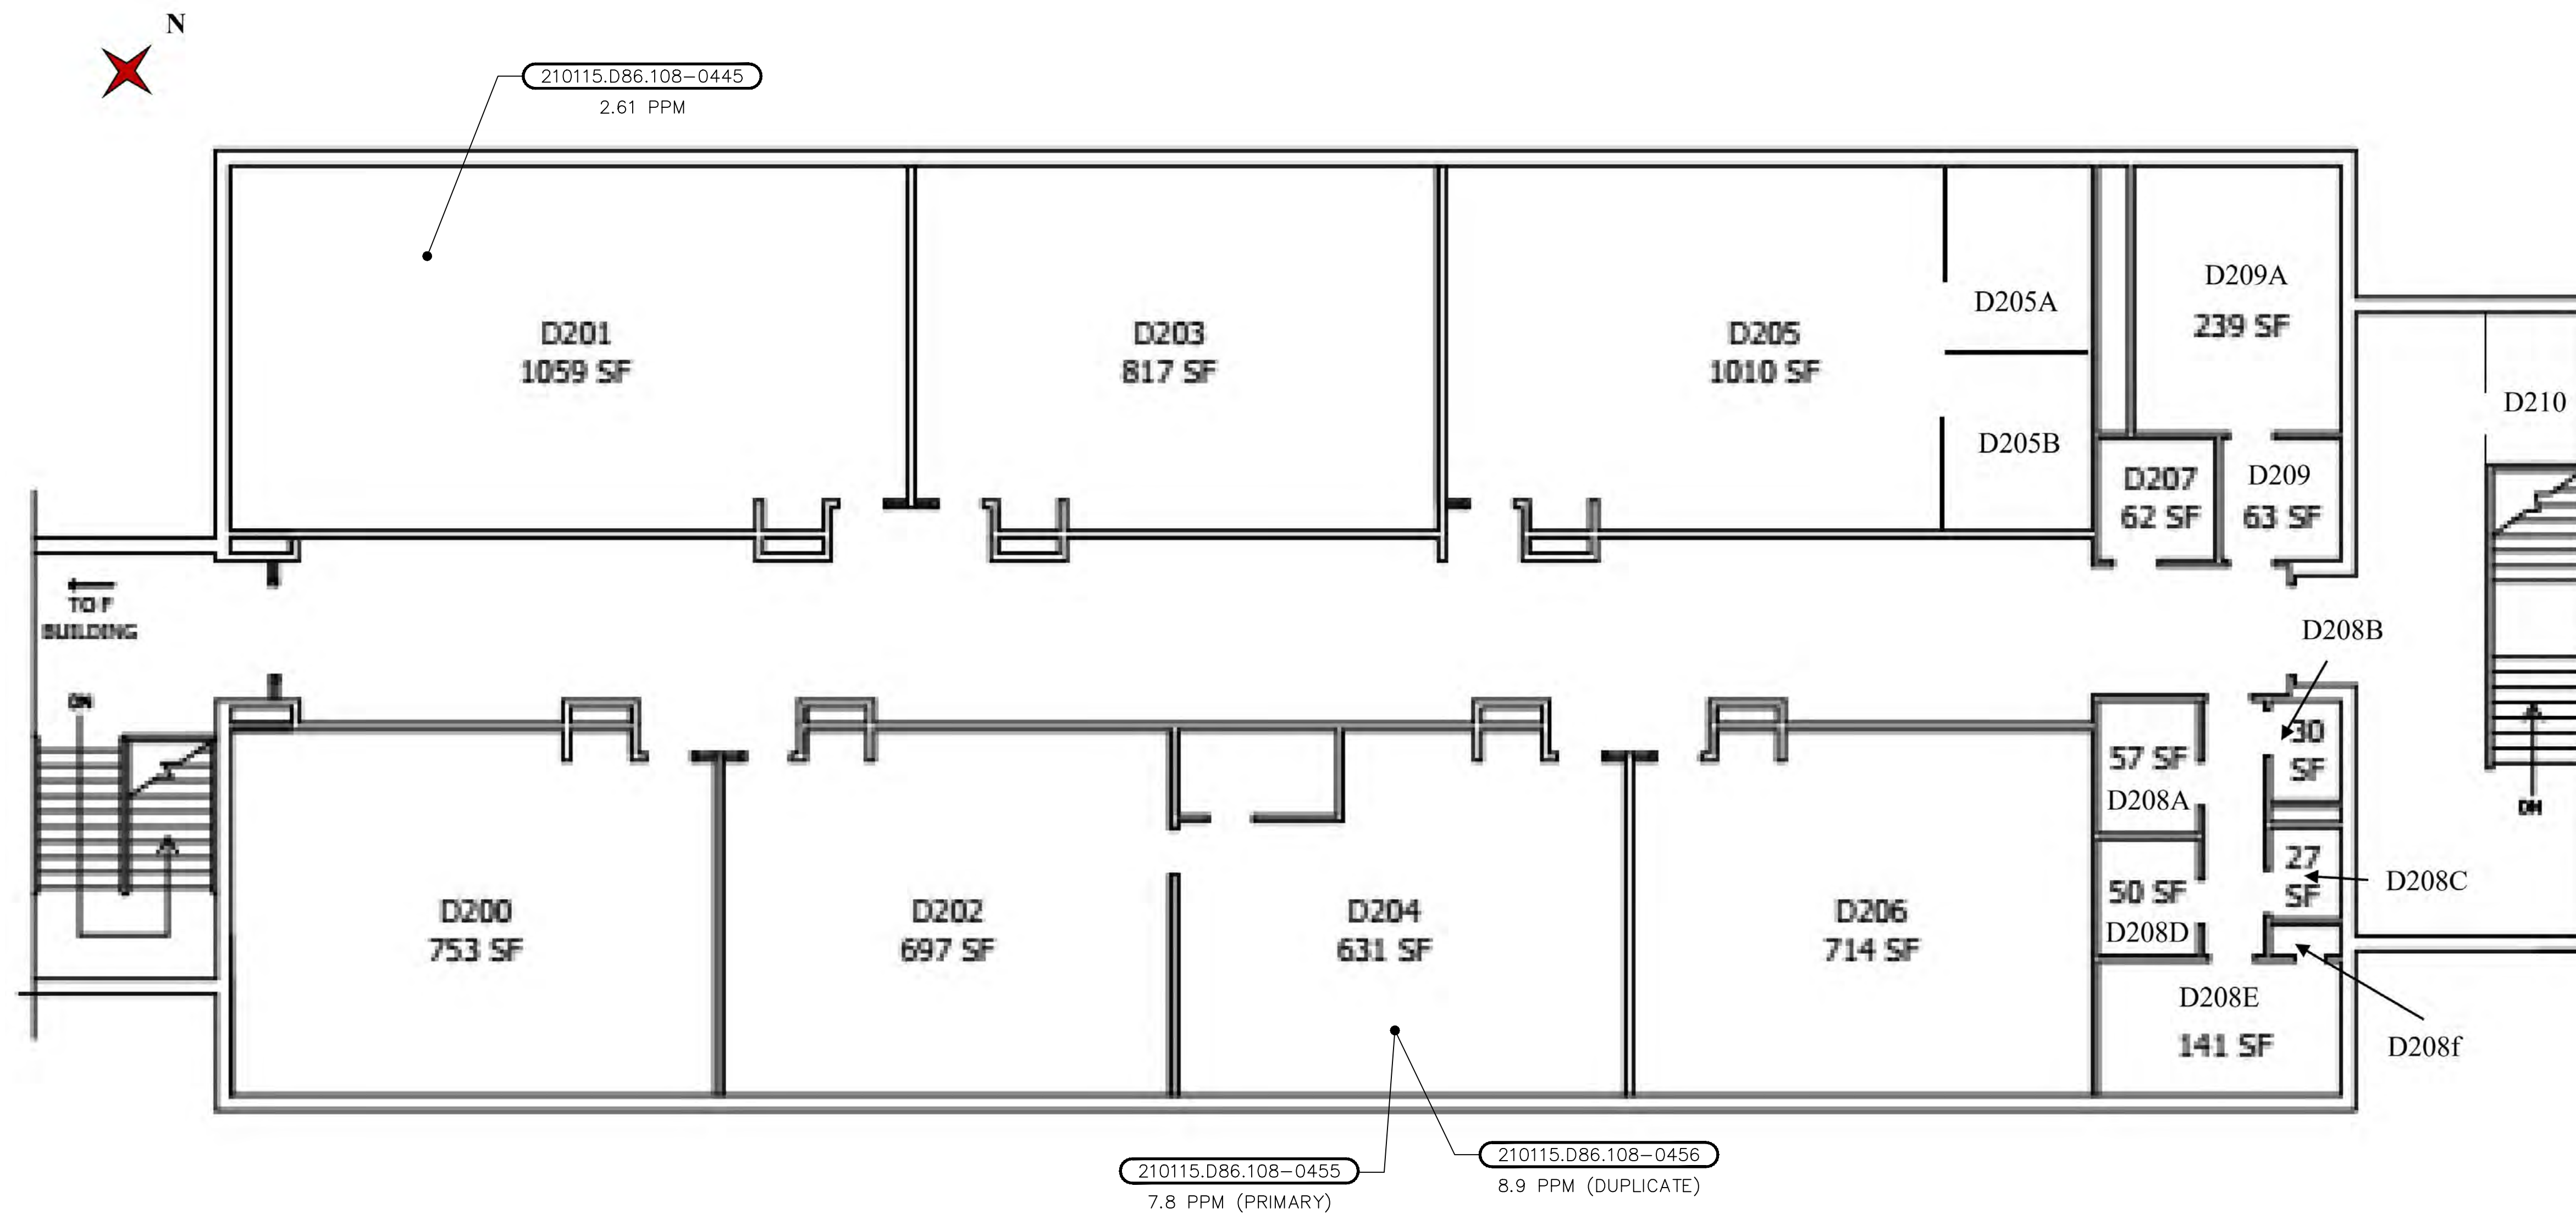 N
210115.D86.108-0445
2.61 PPM
D201
1059 SF
D203
817 SF
D205
1010 SF
D205A
D205B
D209A
239 SF
D210
D207
62 SF
D209
63 SF
TO F
BUILDING
DN
D208B
30
SF
57 SF
D208A
27
SF
D208C
50 SF
D208D
DN
D200
753 SF
D202
697 SF
D204
631 SF
D206
714 SF
D208E
141 SF
D208f
210115.D86.108-0455
7.8 PPM (PRIMARY)
210115.D86.108-0456
8.9 PPM (DUPLICATE)